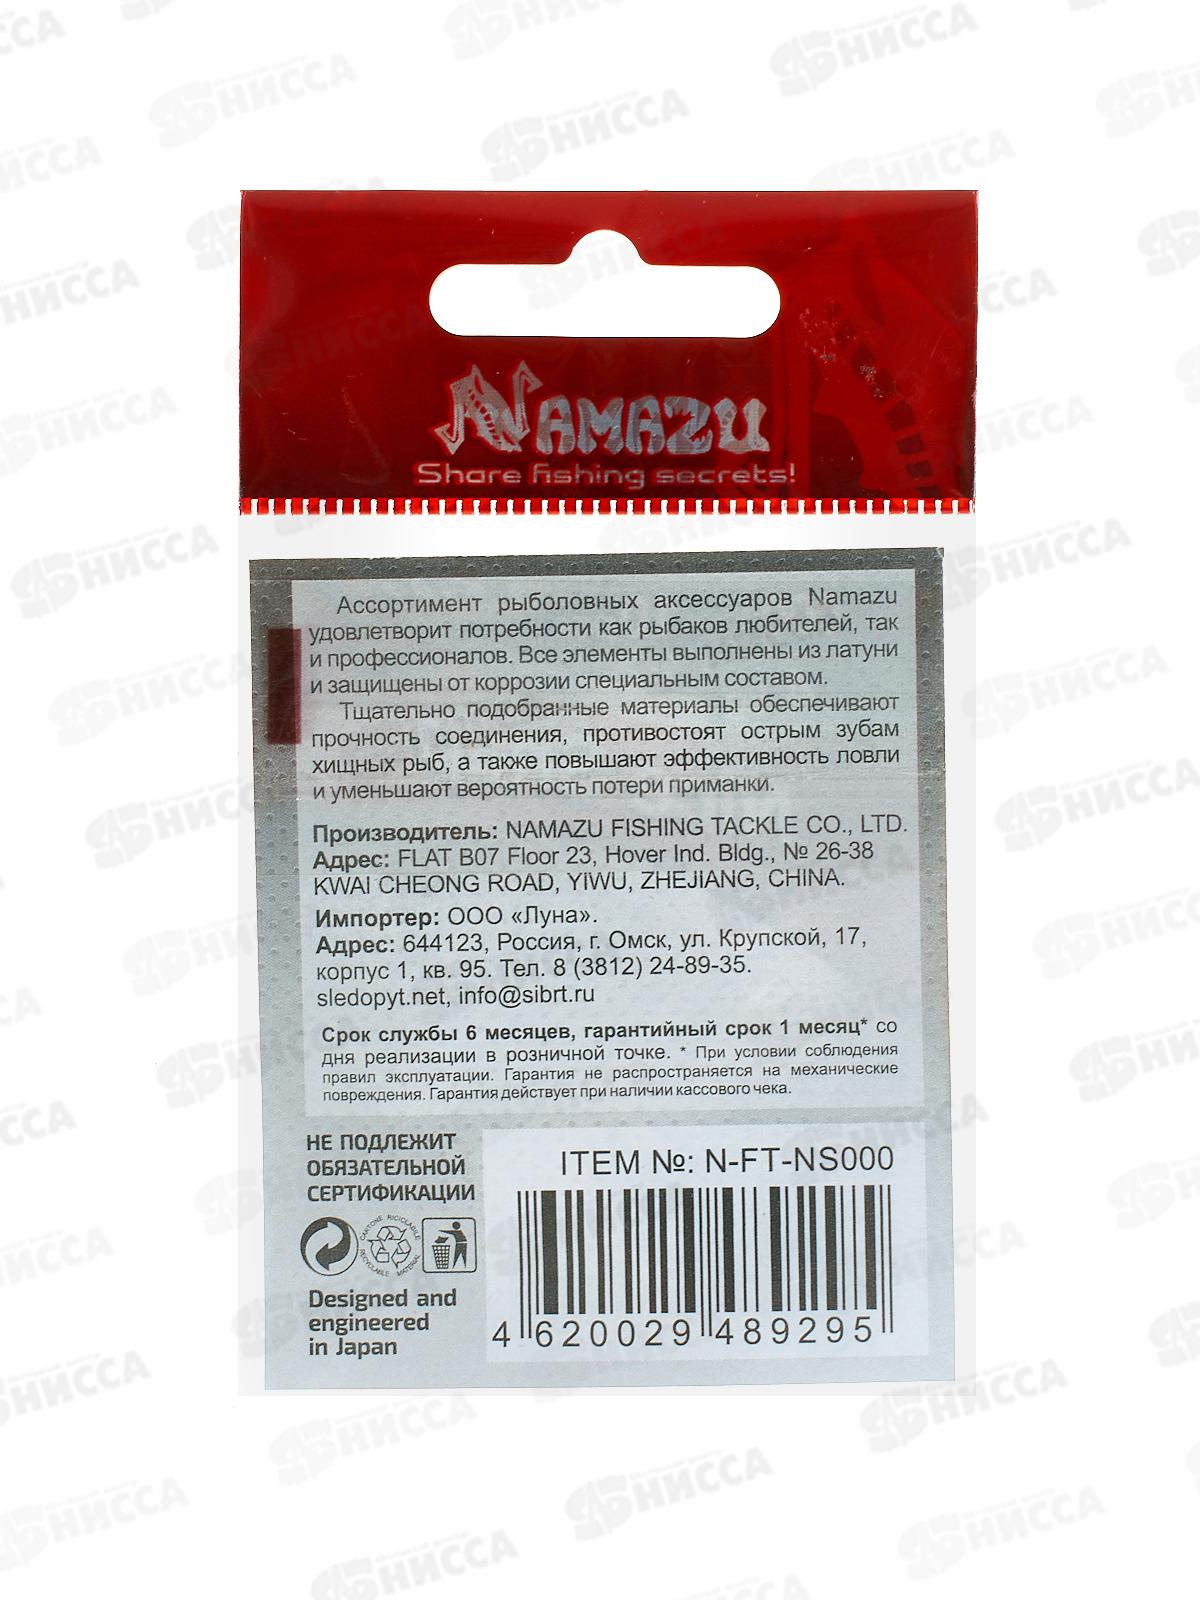 NAMAZU
Share fishing secrets!
Ассортимент рыболовных аксессуаров Namazu
удовлетворит потребности как рыбаков любителей, так
и профессионалов. Все элементы выполнены из латуни
и защищены от коррозии специальным составом.
Тщательно подобранные материалы обеспечивают
прочность соединения, противостоят острым зубам
хищных рыб, а также повышают эффективность ловли
и уменьшают вероятность потери приманки.
Производитель: NAMAZU FISHING TACKLE CO., LTD.
Адрес: FLAT B07 Floor 23, Hover Ind. Bldg., № 26-38
KWAI CHEONG ROAD, YIWU, ZHEJIANG, CHINA.
Импортер: ООО «Луна».
Адрес: 644123, Россия, г. Омск, ул. Крупской, 17,
корпус 1, кв. 95. Тел. 8 (3812) 24-89-35.
sledopyt.net, info@sibrt.ru
Срок службы 6 месяцев, гарантийный срок 1 месяц* со
дня реализации в розничной точке. * При условии соблюдения
правил эксплуатации. Гарантия не распространяется на механические
повреждения. Гарантия действует при наличии кассового чека.
НЕ ПОДЛЕЖИТ
ОБЯЗАТЕЛЬНОЙ
СЕРТИФИКАЦИИ
CARTONE RICICLABILE
RECYCLABLE MATERIAL
Designed and
engineered
in Japan
ITEM №: N-FT-NS000
4 620029 489295
НИССА